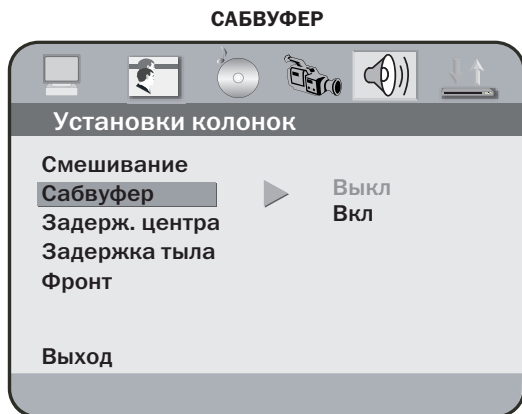 САБВУФЕР
Установки колонок
Смешивание
Сабвуфер
Выкл
Вкл
Задерж. центра
Задержка тыла
Фронт
Выход